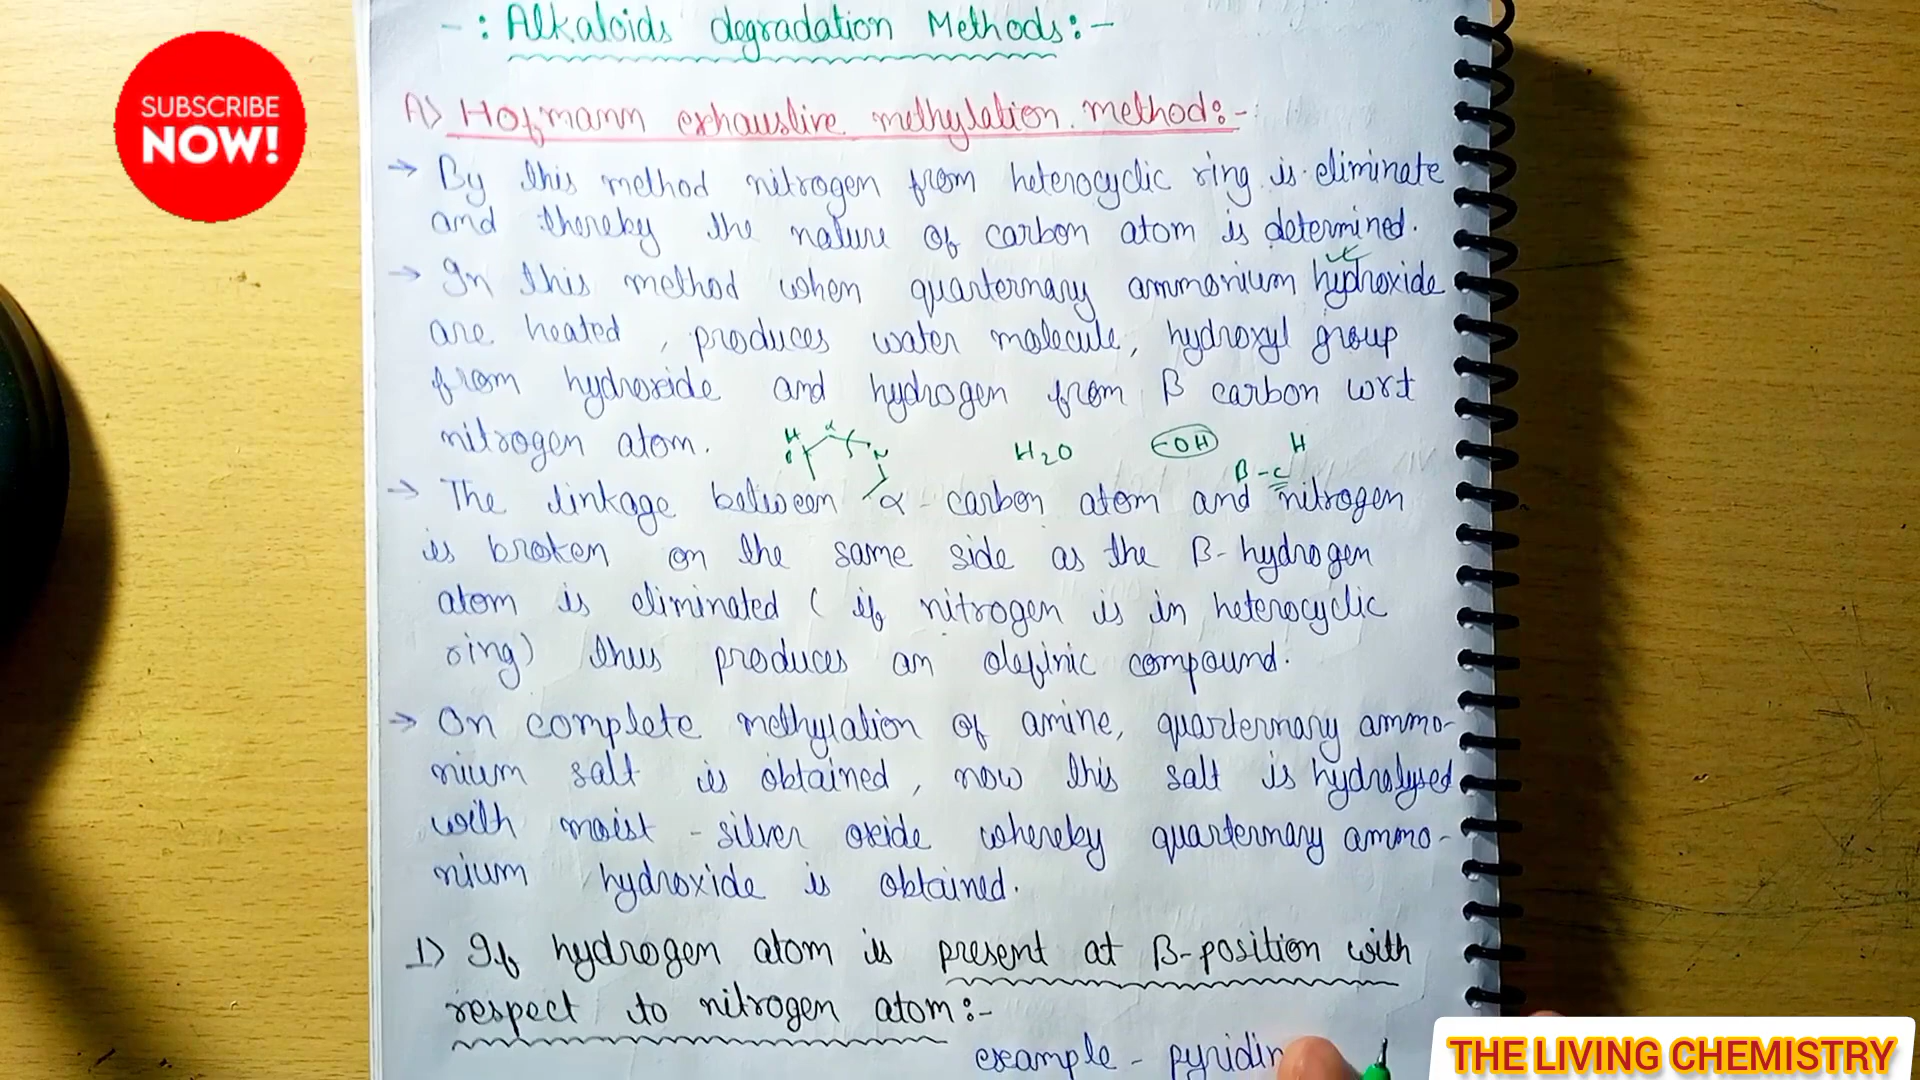 -: Alkaloids degradation Methods:-
SUBSCRIBE
NOW!
A) Hofmann exhaustive methylation method:-
→ By this method nitrogen from heterocyclic ring is eliminate
and thereby the nature of carbon atom is determined.
→ In this method when quarternary ammonium hydroxide
are heated, produces water molecule, hydroxyl group
from hydroxide and hydrogen from β carbon wrt
nitrogen atom.
H α N H2O -OH H
β-C
→ The linkage between α-carbon atom and nitrogen
is broken on the same side as the β-hydrogen
atom is eliminated (if nitrogen is in heterocyclic
ring) thus produces an olefinic compound.
→ On complete methylation of amine, quarternary ammo-
nium salt is obtained, now this salt is hydrolysed
with moist-silver oxide whereby quarternary ammo-
nium hydroxide is obtained.
1) If hydrogen atom is present at β-position with
respect to nitrogen atom:-
example - pyridin
THE LIVING CHEMISTRY